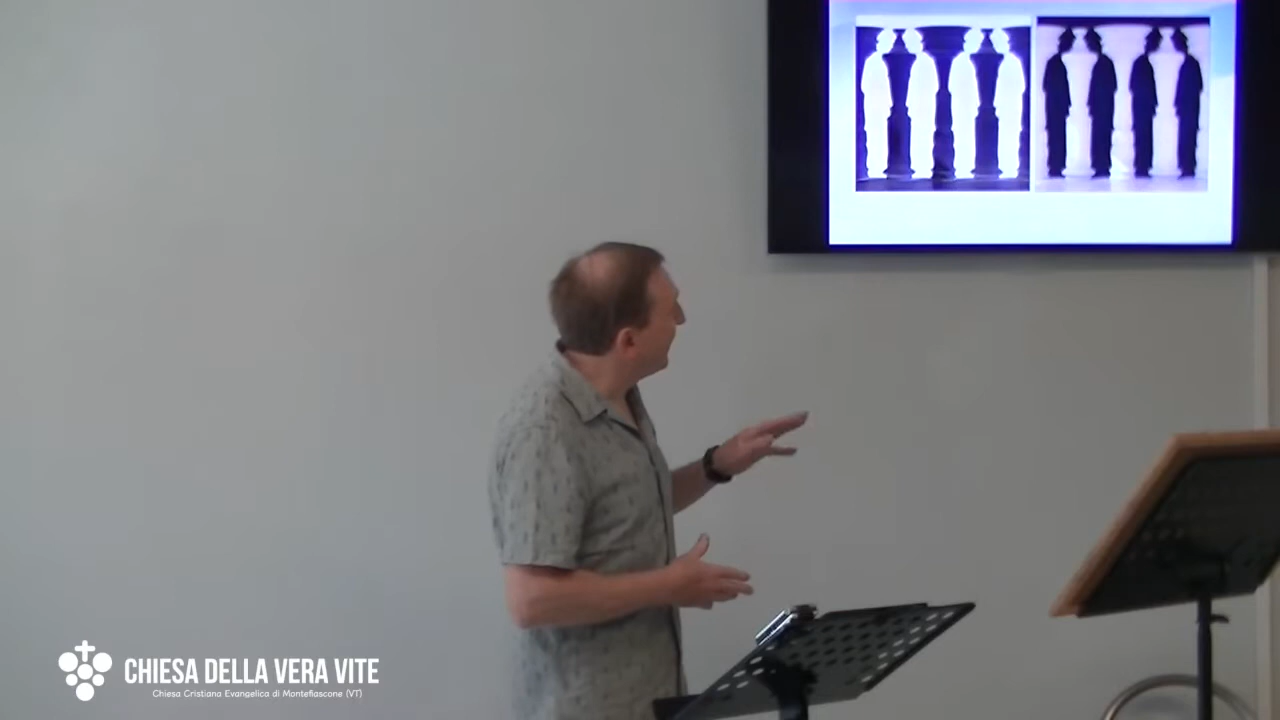 CHIESA DELLA VERA VITE
Chiesa Cristiana Evangelica di Montefiascone (VT)